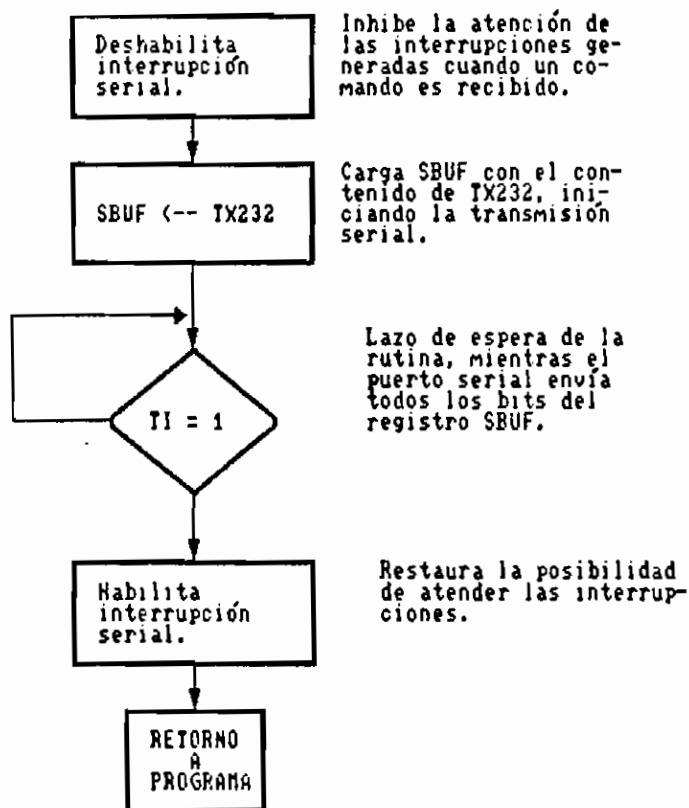 Deshabilita
interrupción
serial.
Inhibe la atención de
las interrupciones ge-
neradas cuando un co-
mando es recibido.
SBUF <-- TX232
Carga SBUF con el con-
tenido de TX232, ini-
ciando la transmisión
serial.
TI = 1
Lazo de espera de la
rutina, mientras el
puerto serial envía
todos los bits del
registro SBUF.
Habilita
interrupción
serial.
Restaura la posibilidad
de atender las interrup-
ciones.
RETORNO
A
PROGRAMA